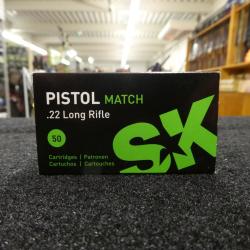 PISTOL MATCH
.22 Long Rifle
50
SK
Cartridges | Patronen
Cartuchos | Cartouches